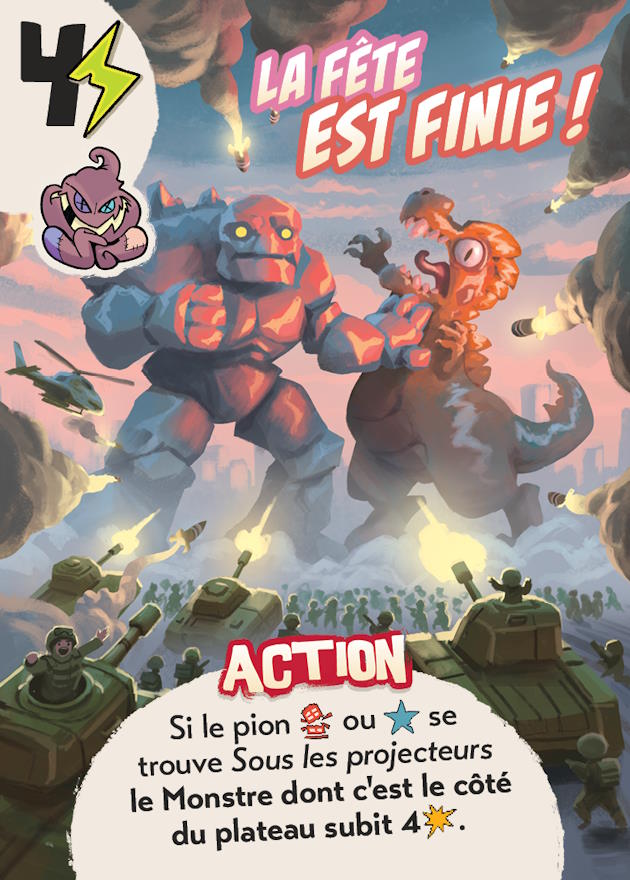 4
LA FÊTE
EST FINIE !
ACTION
Si le pion ou se
trouve Sous les projecteurs
le Monstre dont c'est le côté
du plateau subit 4 .